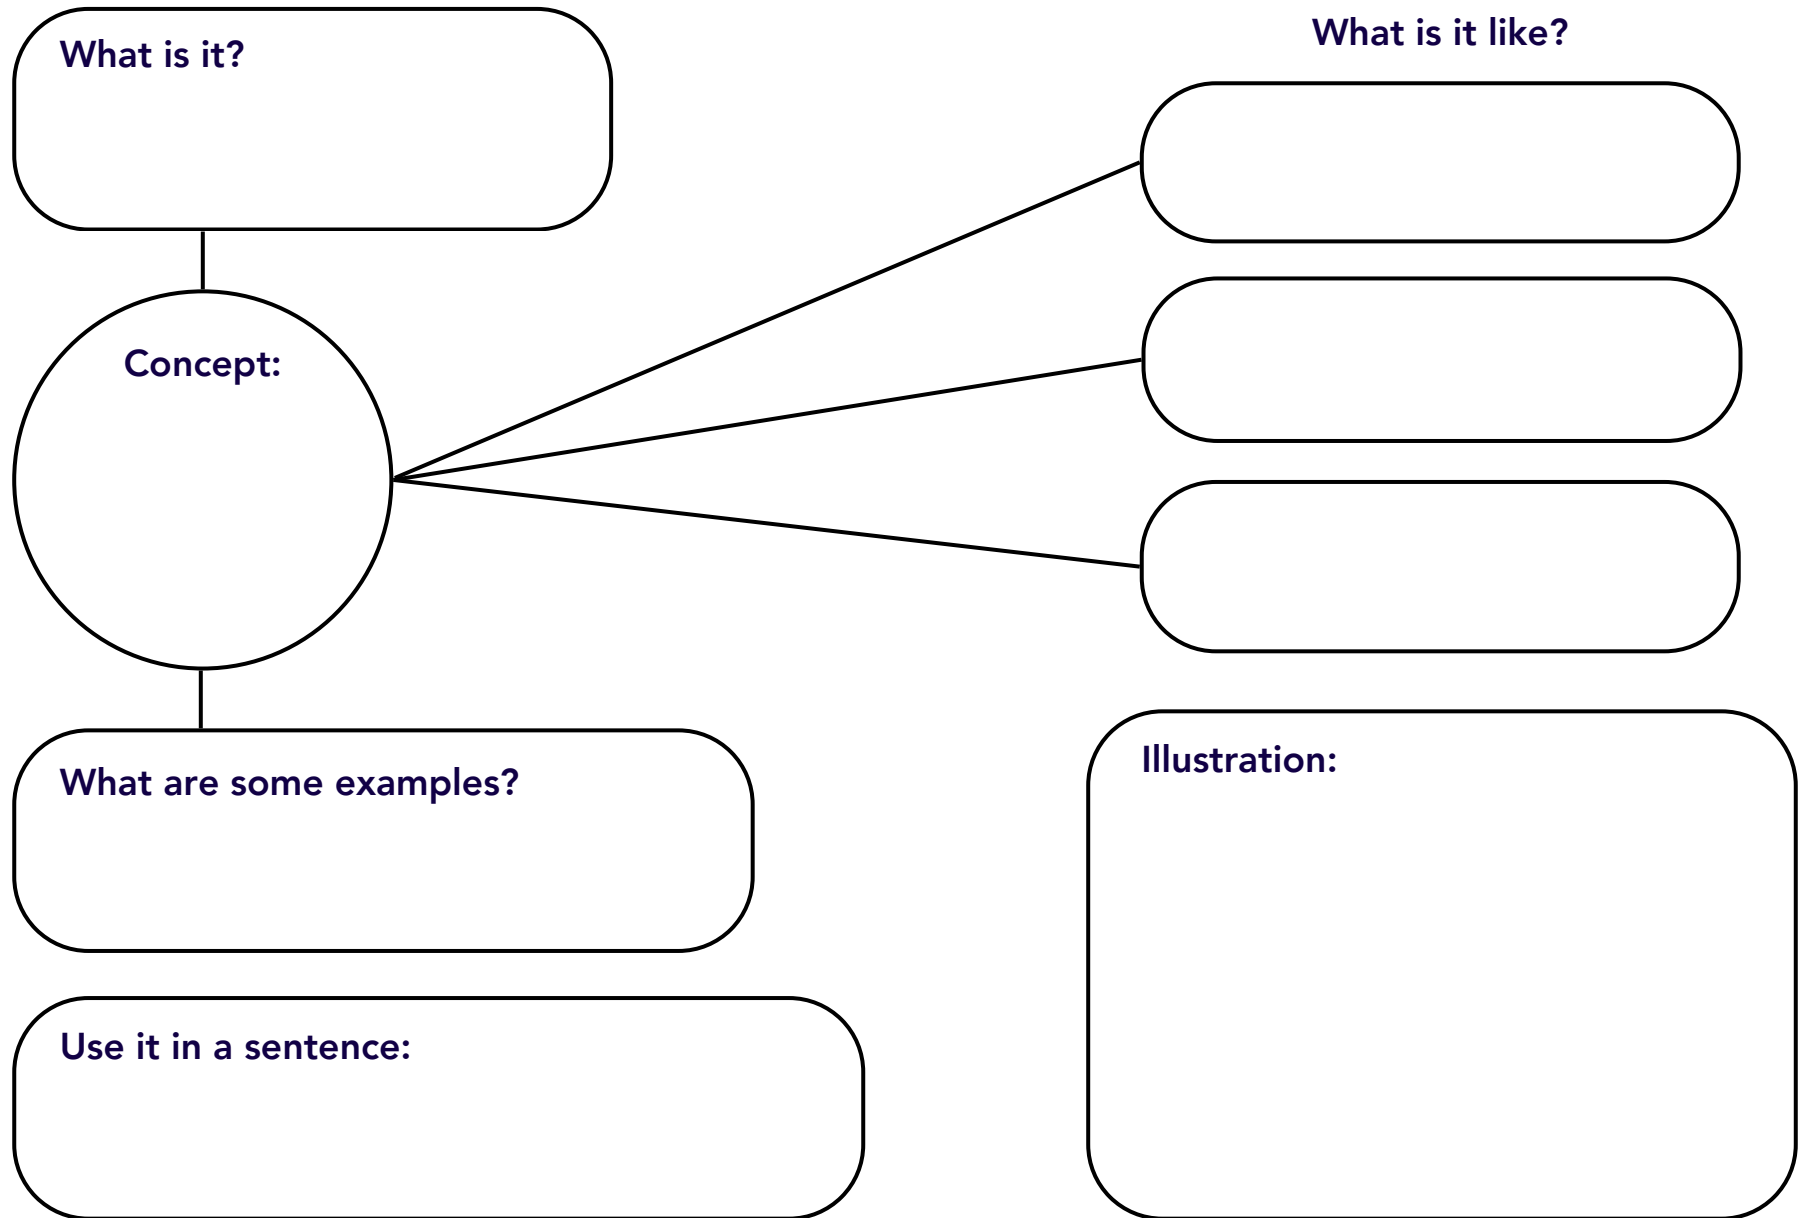 What is it?
What is it like?
Concept:
What are some examples?
Illustration:
Use it in a sentence: